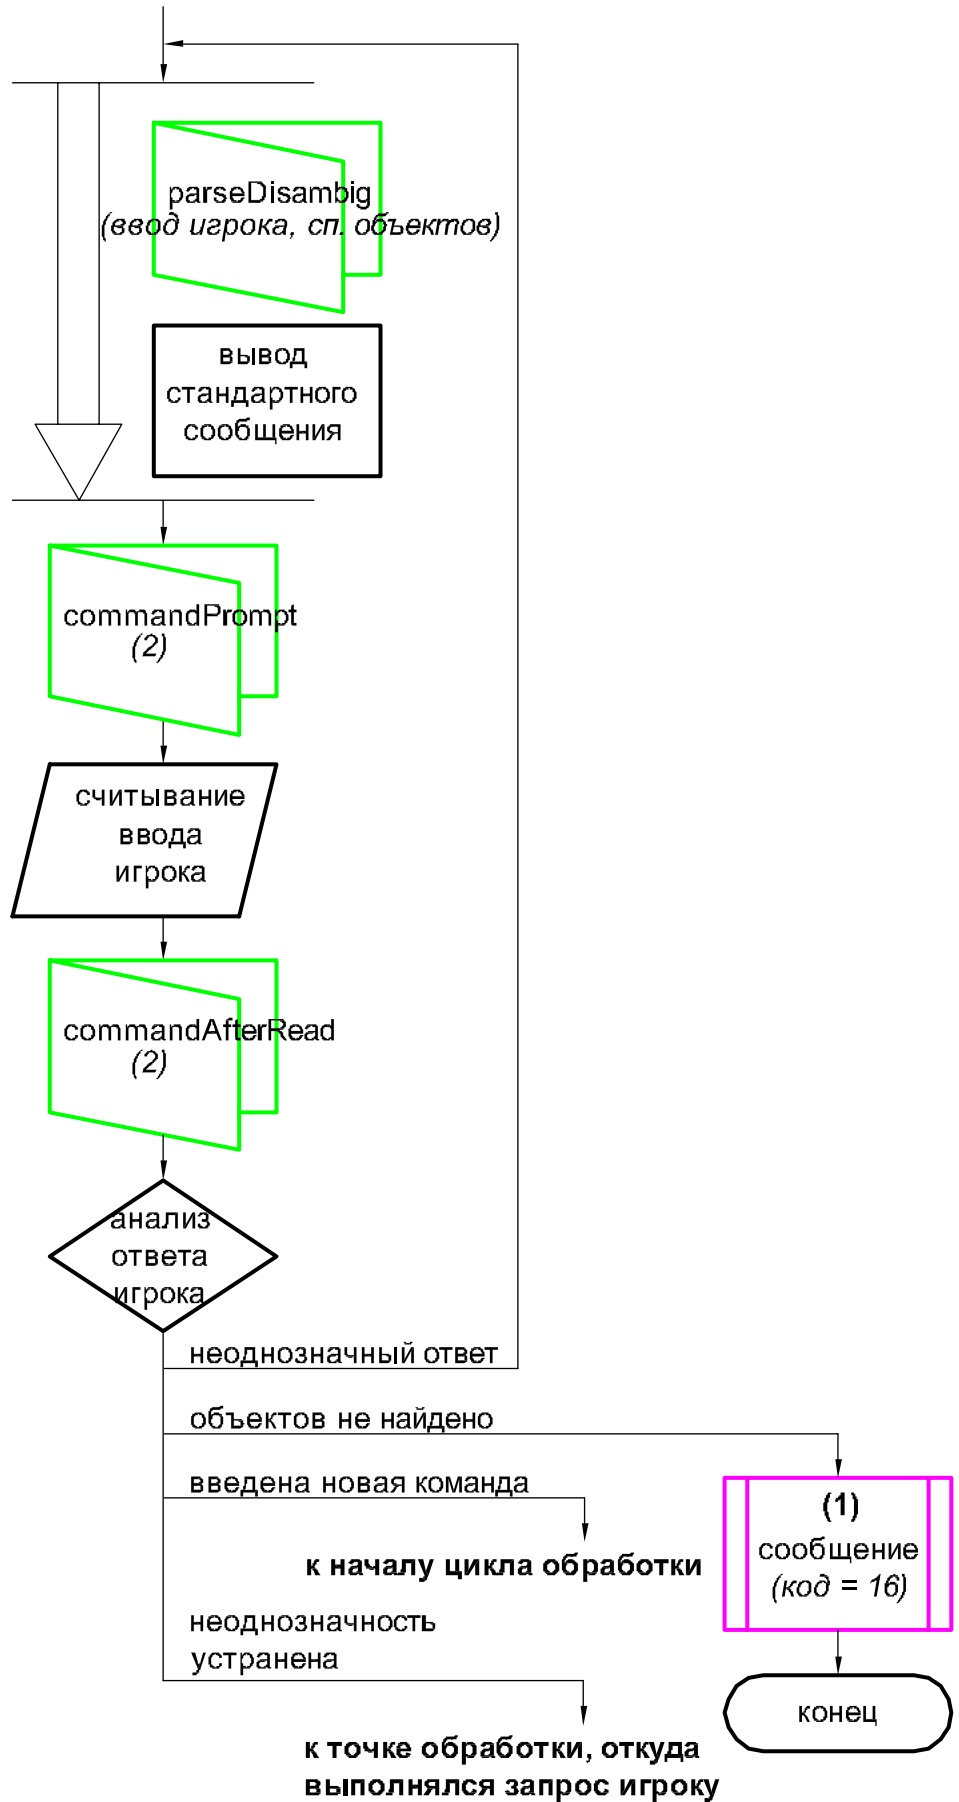 parseDisambig
(ввод игрока, сп. объектов)
вывод
стандартного
сообщения
commandPrompt
(2)
считывание
ввода
игрока
commandAfterRead
(2)
анализ
ответа
игрока
неоднозначный ответ
объектов не найдено
введена новая команда
к началу цикла обработки
(1)
сообщение
(код = 16)
неоднозначность
устранена
конец
к точке обработки, откуда
выполнялся запрос игроку